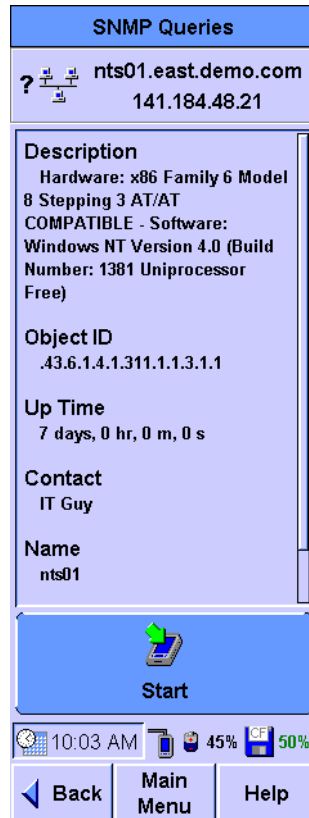 SNMP Queries
? nts01.east.demo.com
141.184.48.21
Description
Hardware: x86 Family 6 Model
8 Stepping 3 AT/AT
COMPATIBLE - Software:
Windows NT Version 4.0 (Build
Number: 1381 Uniprocessor
Free)
Object ID
.43.6.1.4.1.311.1.1.3.1.1
Up Time
7 days, 0 hr, 0 m, 0 s
Contact
IT Guy
Name
nts01
Start
10:03 AM 45% CF 50%
Back Main Menu Help